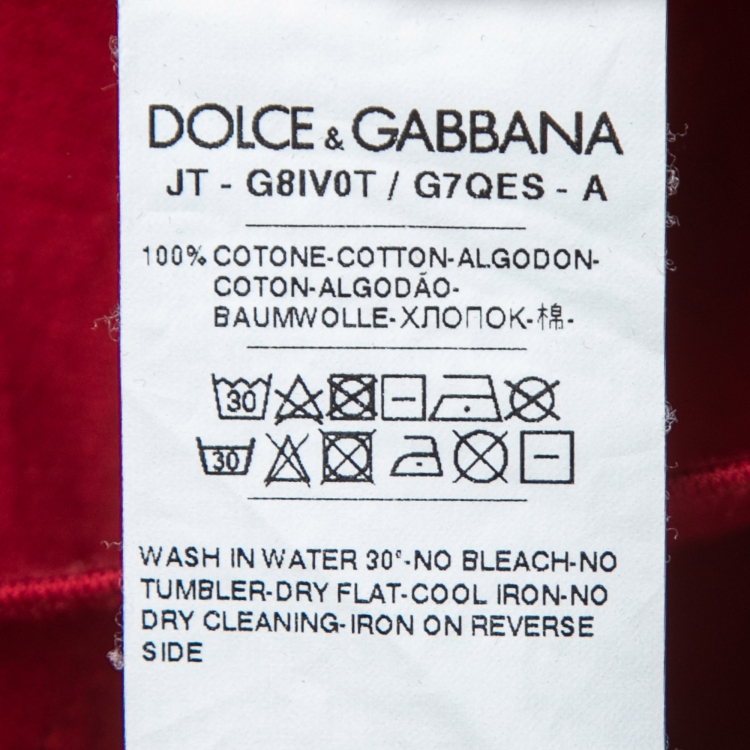 DOLCE & GABBANA
JT - G8IV0T / G7QES - A
100% COTONE-COTTON-ALGODON-
COTON-ALGODÃO-
BAUMWOLLE-ХЛОПОК-棉-
30
30
WASH IN WATER 30°-NO BLEACH-NO
TUMBLER-DRY FLAT-COOL IRON-NO
DRY CLEANING-IRON ON REVERSE
SIDE